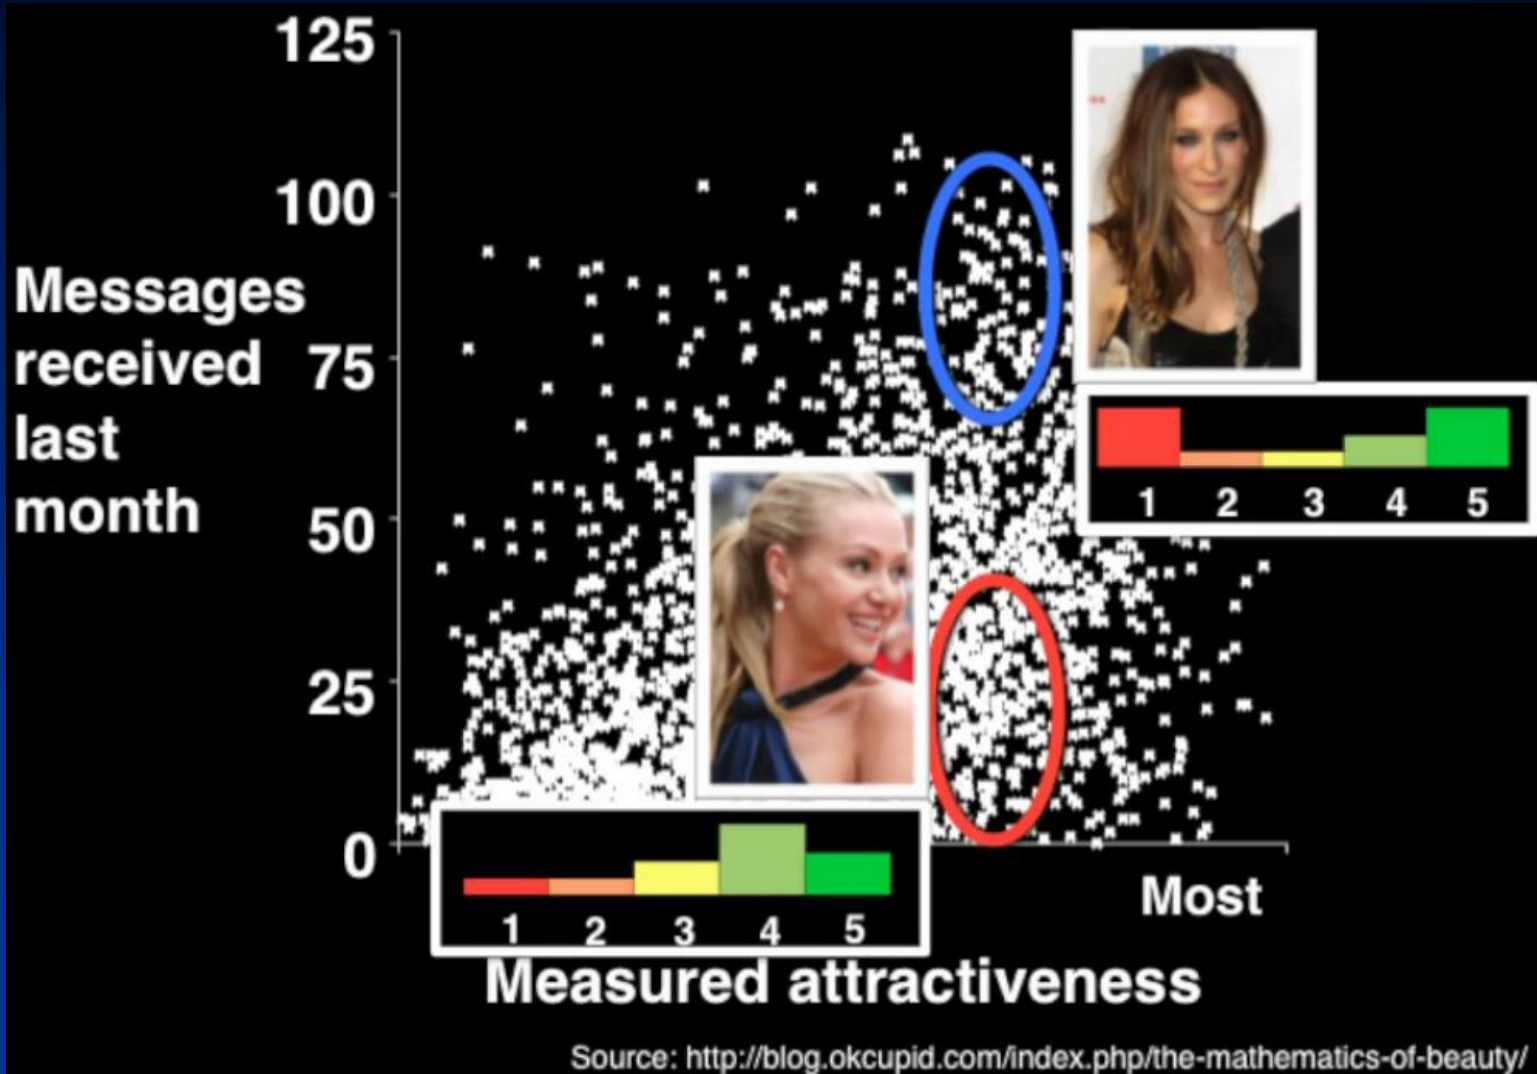 125
100
Messages
received
75
last
month
50
25
0
1 2 3 4 5
1 2 3 4 5
Most
Measured attractiveness
Source: http://blog.okcupid.com/index.php/the-mathematics-of-beauty/